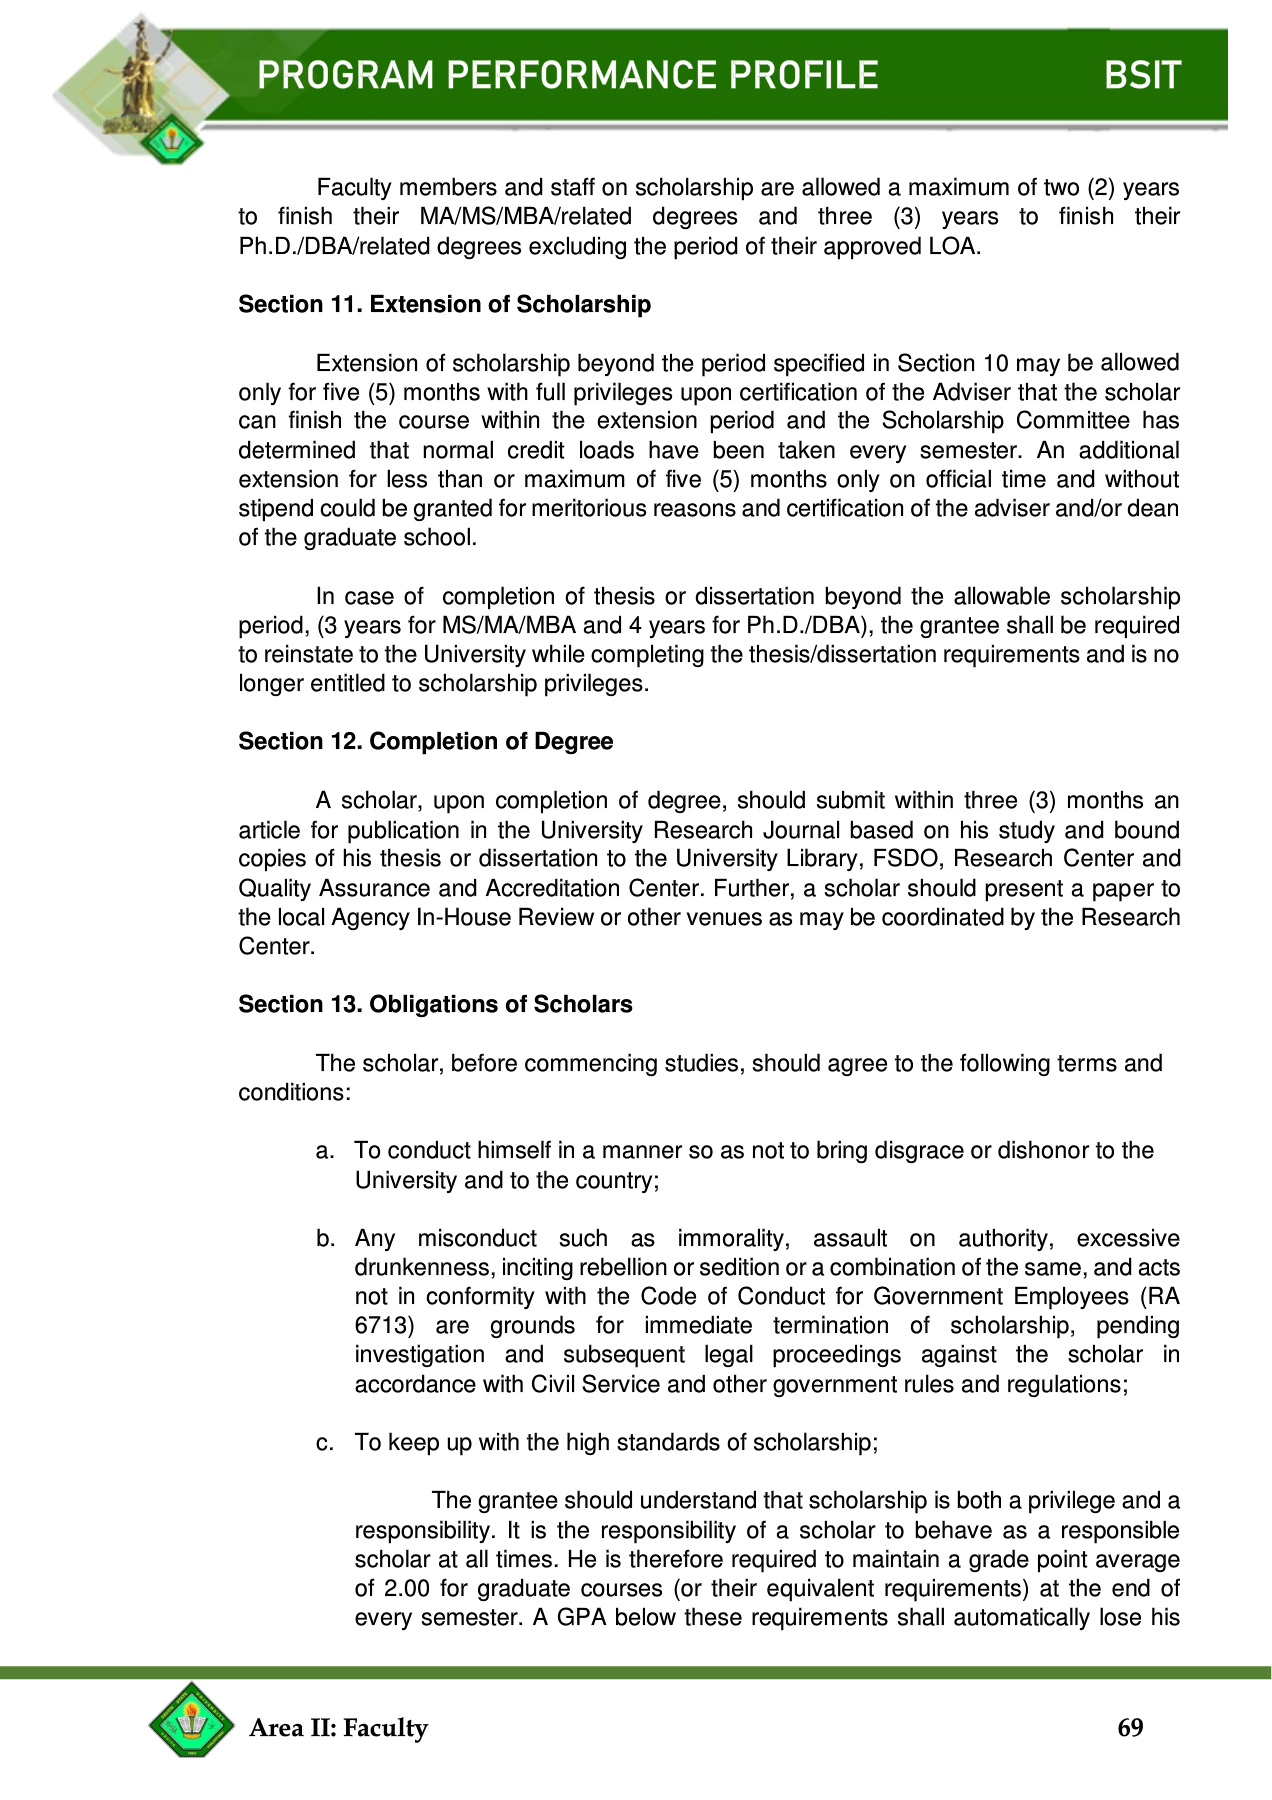 PROGRAM PERFORMANCE PROFILE BSIT
Faculty members and staff on scholarship are allowed a maximum of two (2) years
to finish their MA/MS/MBA/related degrees and three (3) years to finish their
Ph.D./DBA/related degrees excluding the period of their approved LOA.
Section 11. Extension of Scholarship
Extension of scholarship beyond the period specified in Section 10 may be allowed
only for five (5) months with full privileges upon certification of the Adviser that the scholar
can finish the course within the extension period and the Scholarship Committee has
determined that normal credit loads have been taken every semester. An additional
extension for less than or maximum of five (5) months only on official time and without
stipend could be granted for meritorious reasons and certification of the adviser and/or dean
of the graduate school.
In case of completion of thesis or dissertation beyond the allowable scholarship
period, (3 years for MS/MA/MBA and 4 years for Ph.D./DBA), the grantee shall be required
to reinstate to the University while completing the thesis/dissertation requirements and is no
longer entitled to scholarship privileges.
Section 12. Completion of Degree
A scholar, upon completion of degree, should submit within three (3) months an
article for publication in the University Research Journal based on his study and bound
copies of his thesis or dissertation to the University Library, FSDO, Research Center and
Quality Assurance and Accreditation Center. Further, a scholar should present a paper to
the local Agency In-House Review or other venues as may be coordinated by the Research
Center.
Section 13. Obligations of Scholars
The scholar, before commencing studies, should agree to the following terms and
conditions:
a. To conduct himself in a manner so as not to bring disgrace or dishonor to the
University and to the country;
b. Any misconduct such as immorality, assault on authority, excessive
drunkenness, inciting rebellion or sedition or a combination of the same, and acts
not in conformity with the Code of Conduct for Government Employees (RA
6713) are grounds for immediate termination of scholarship, pending
investigation and subsequent legal proceedings against the scholar in
accordance with Civil Service and other government rules and regulations;
c. To keep up with the high standards of scholarship;
The grantee should understand that scholarship is both a privilege and a
responsibility. It is the responsibility of a scholar to behave as a responsible
scholar at all times. He is therefore required to maintain a grade point average
of 2.00 for graduate courses (or their equivalent requirements) at the end of
every semester. A GPA below these requirements shall automatically lose his
Area II: Faculty 69